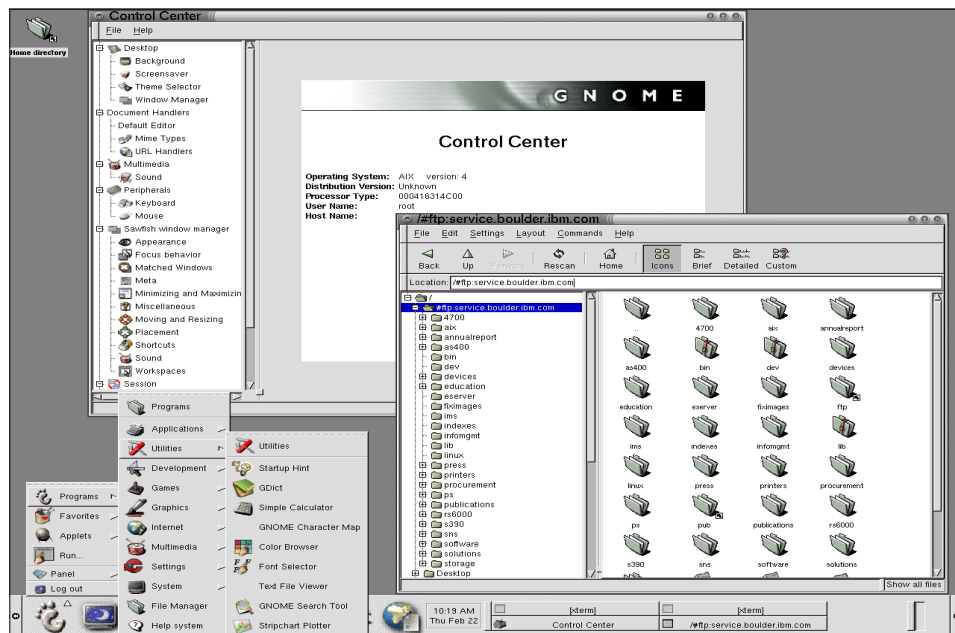 Home directory
Control Center
File Help
Desktop
Background
Screensaver
Theme Selector
Window Manager
Document Handlers
Default Editor
Mime Types
URL Handlers
Multimedia
Sound
Peripherals
Keyboard
Mouse
Sawfish window manager
Appearance
Focus behavior
Matched Windows
Meta
Minimizing and Maximizin
Miscellaneous
Moving and Resizing
Placement
Shortcuts
Sound
Workspaces
Session
GNOME
Control Center
Operating System: AIX version: 4
Distribution Version: Unknown
Processor Type: 000416314C00
User Name: root
Host Name:
/#ftp:service.boulder.ibm.com
File Edit Settings Layout Commands Help
Back Up Forward Rescan Home Icons Brief Detailed Custom
Location: /#ftp:service.boulder.ibm.com
/
#ftp:service.boulder.ibm.com
4700
aix
annualreport
as400
bin
dev
devices
education
eserver
fiximages
ims
indexes
infomgmt
lib
linux
press
printers
procurement
ps
publications
rs6000
s390
sns
software
solutions
storage
Desktop
.. 4700 aix annualreport
as400 bin dev devices
education eserver fiximages ftp
ims indexes infomgmt lib
linux press printers procurement
ps pub publications rs6000
s390 sns software solutions
Show all files
Programs
Favorites
Applets
Run...
Panel
Log out
Programs
Applications
Utilities
Development
Games
Graphics
Internet
Multimedia
Settings
System
File Manager
Help system
Utilities
Startup Hint
GDict
Simple Calculator
GNOME Character Map
Color Browser
Font Selector
Text File Viewer
GNOME Search Tool
Stripchart Plotter
10:19 AM
Thu Feb 22
[xterm] [xterm]
Control Center /#ftp:service.boulder.ibm.com